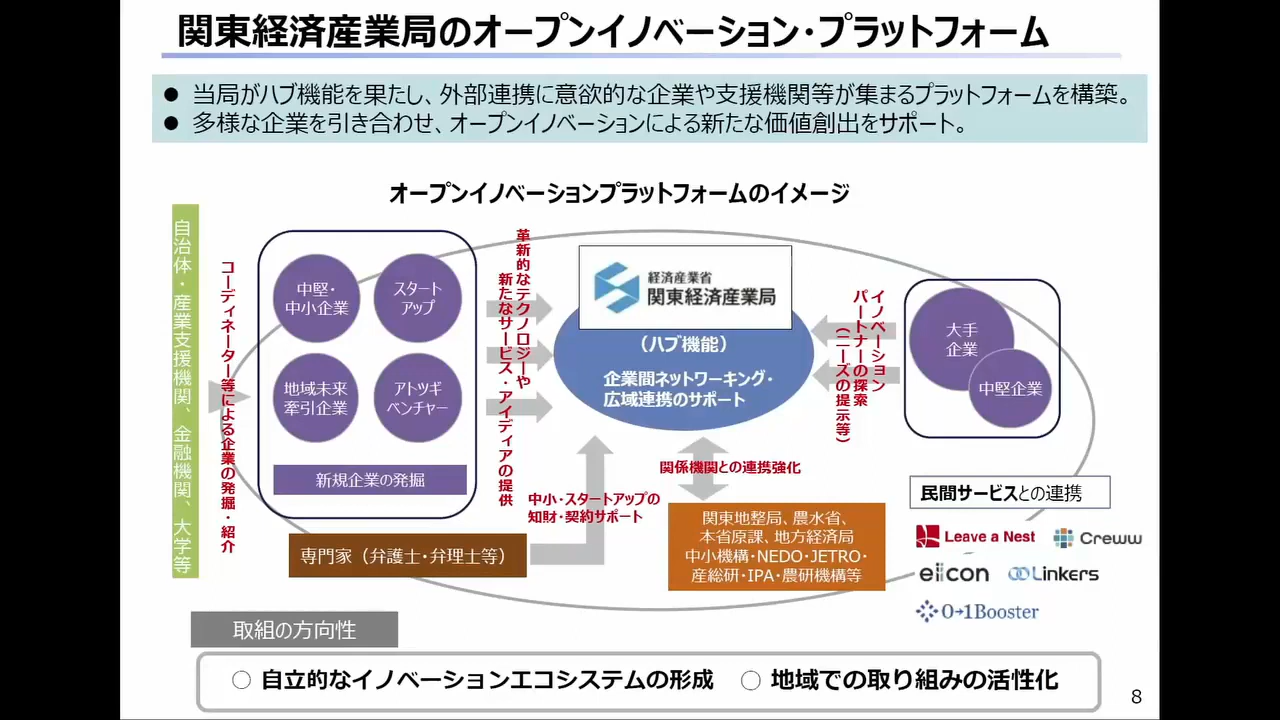 関東経済産業局のオープンイノベーション・プラットフォーム
● 当局がハブ機能を果たし、外部連携に意欲的な企業や支援機関等が集まるプラットフォームを構築。
● 多様な企業を引き合わせ、オープンイノベーションによる新たな価値創出をサポート。
オープンイノベーションプラットフォームのイメージ
自治体・産業支援機関、金融機関、大学等
コーディネーター等による企業の発掘・紹介
中堅・
中小企業
スタート
アップ
地域未来
牽引企業
アトツギ
ベンチャー
新規企業の発掘
革新的なテクノロジーや
新たなサービス・アイディアの提供
経済産業省
関東経済産業局
（ハブ機能）
企業間ネットワーキング・
広域連携のサポート
イノベーション
パートナーの探索
（ニーズの提示等）
大手
企業
中堅企業
専門家（弁護士・弁理士等）
中小・スタートアップの
知財・契約サポート
関係機関との連携強化
関東地整局、農水省、
本省原課、地方経済局
中小機構・NEDO・JETRO・
産総研・IPA・農研機構等
民間サービスとの連携
Leave a Nest
Creww
eiicon
Linkers
0→1Booster
取組の方向性
○ 自立的なイノベーションエコシステムの形成 ○ 地域での取り組みの活性化
8